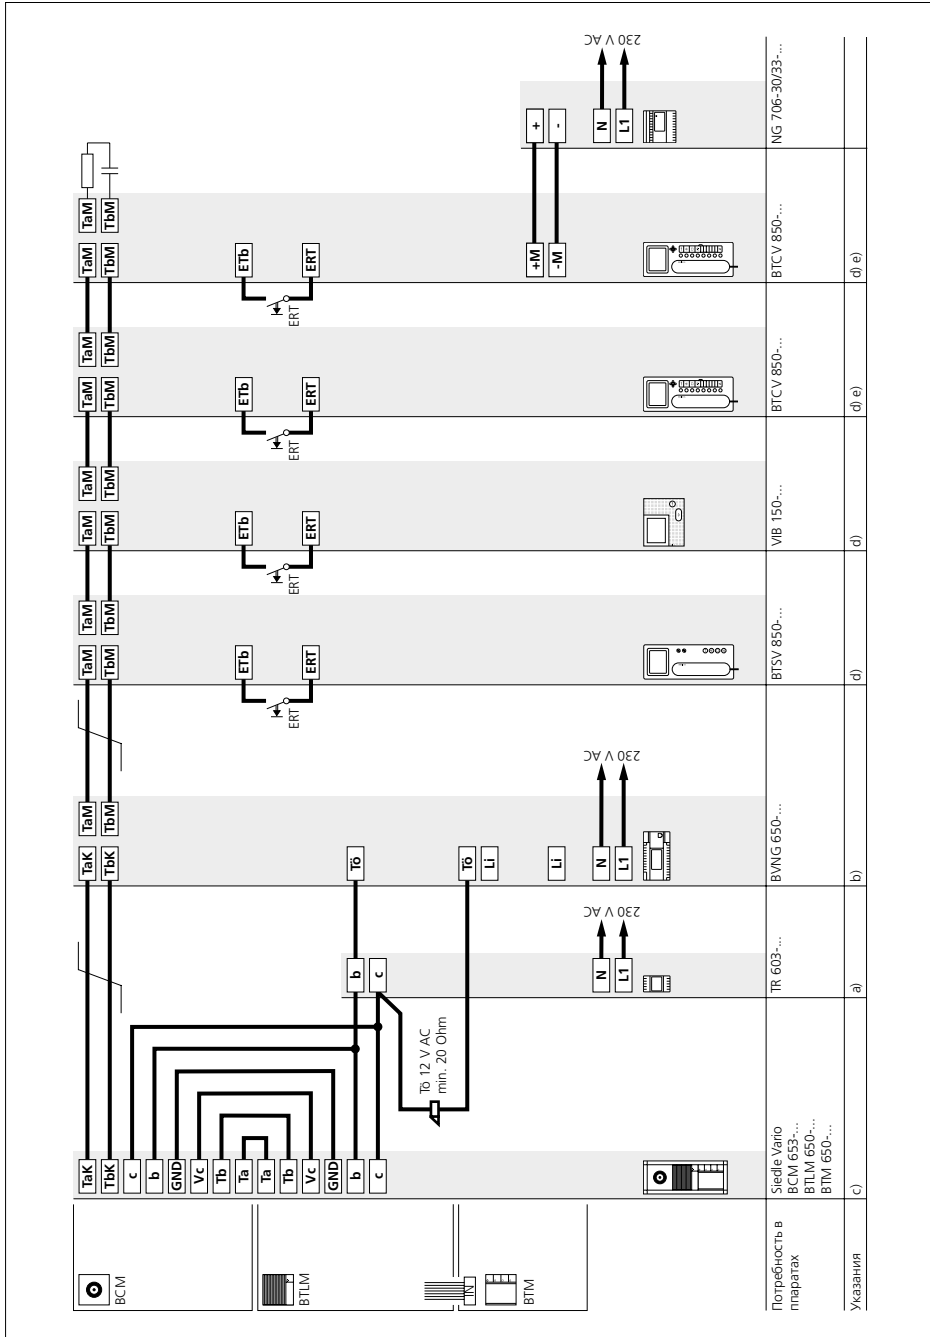 TaK TaK TaM TaM TaM TaM TaM TaM TaM TaM TaM
TbK TbK TbM TbM TbM TbM TbM TbM TbM TbM TbM
c
b
GND
Vc
Tb
Ta
Ta
Tb
Vc
GND
b b Tö
c c
ETb ETb ETb ETb
ERT ERT ERT ERT
ERT ERT ERT ERT
Tö 12 V AC
min. 20 Ohm
Tö
Li
Li
+M +
-M -
N N N
L1 L1 L1
230 V AC 230 V AC 230 V AC
BCM
BTLM
IN
BTM
Потребность в
ппаратах
Siedle Vario
BCM 653-...
BTLM 650-...
BTM 650-...
TR 603-...
BVNG 650-...
BTSV 850-...
VIB 150-...
BTCV 850-...
BTCV 850-...
NG 706-30/33-...
Указания
c)
a)
b)
d)
d)
d) e)
d) e)